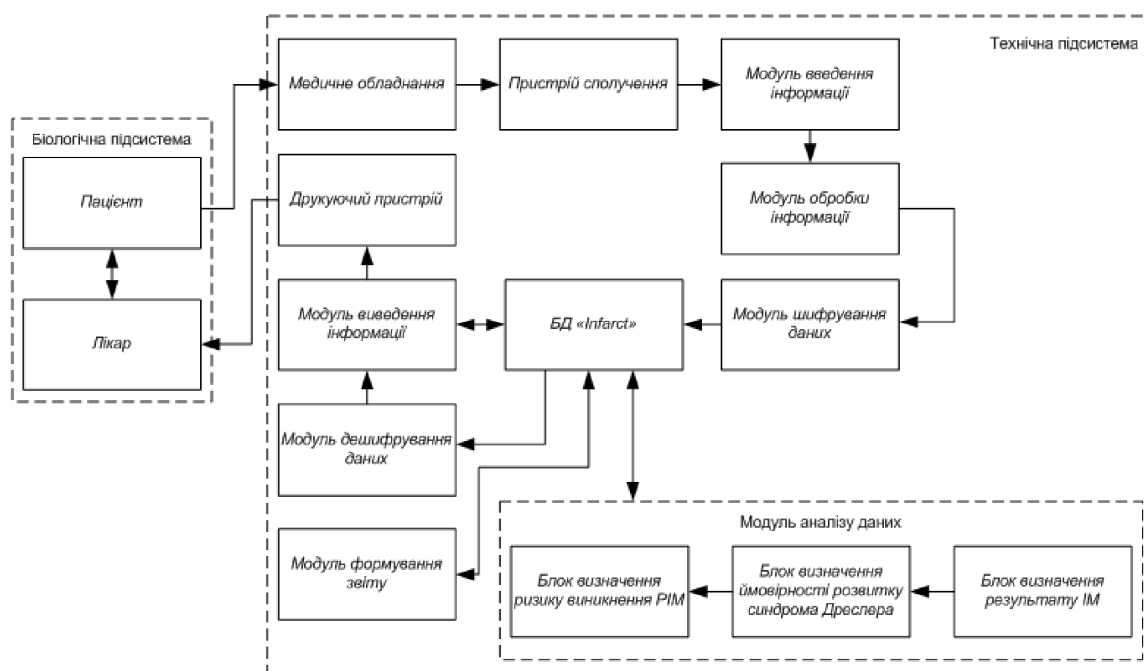 Технічна підсистема
Медичне обладнання
Пристрій сполучення
Модуль введення
інформації
Біологічна підсистема
Пацієнт
Друкуючий пристрій
Модуль обробки
інформації
Лікар
Модуль виведення
інформації
БД «Infarct»
Модуль шифрування
даних
Модуль дешифрування
даних
Модуль формування
звіту
Модуль аналізу даних
Блок визначення
ризику виникнення РІМ
Блок визначення
ймовірності розвитку
синдрома Дреслера
Блок визначення
результату ІМ